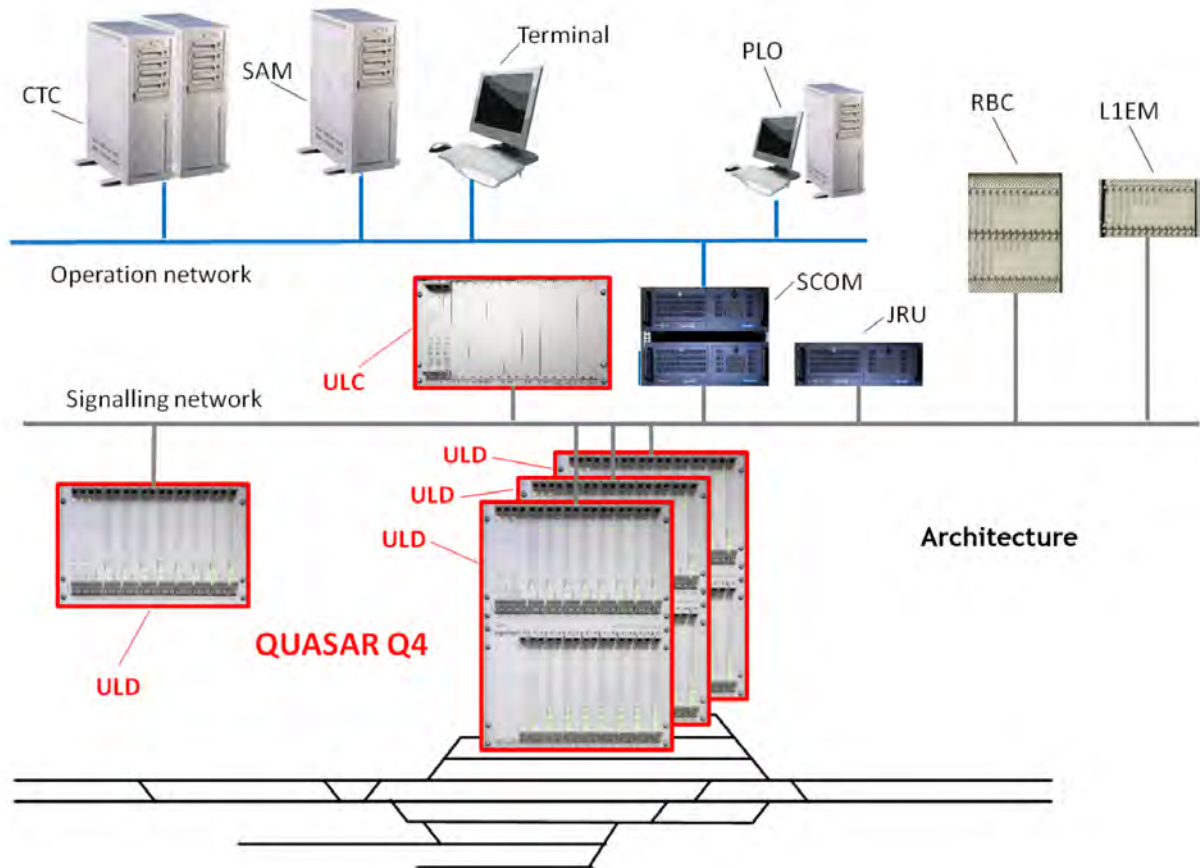 Terminal
PLO
SAM
CTC
RBC
L1EM
Operation network
SCOM
JRU
ULC
Signalling network
ULD
ULD
ULD
Architecture
QUASAR Q4
ULD